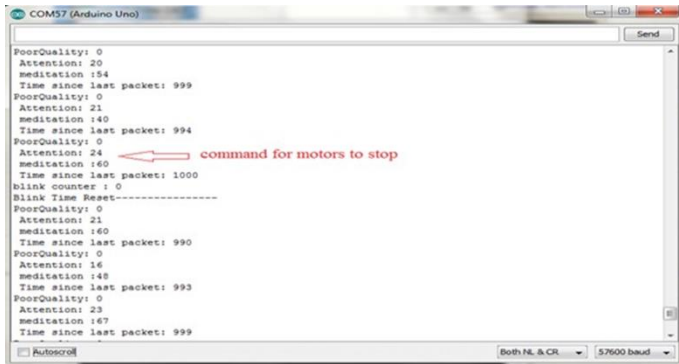 COM57 (Arduino Uno)
Send
PoorQuality: 0
Attention: 20
meditation :54
Time since last packet: 999
PoorQuality: 0
Attention: 21
meditation :40
Time since last packet: 994
PoorQuality: 0
Attention: 24 command for motors to stop
meditation :60
Time since last packet: 1000
blink counter : 0
Blink Time Reset----------------
PoorQuality: 0
Attention: 21
meditation :60
Time since last packet: 990
PoorQuality: 0
Attention: 16
meditation :48
Time since last packet: 993
PoorQuality: 0
Attention: 23
meditation :67
Time since last packet: 999
Autoscroll Both NL & CR 57600 baud